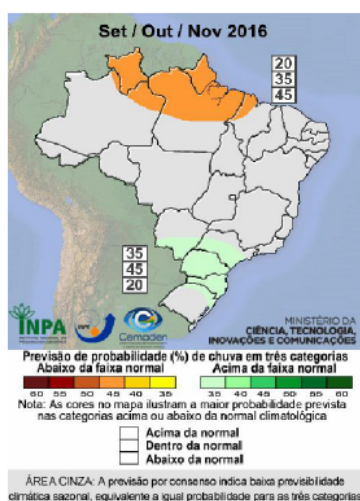 Set / Out / Nov 2016
20
35
45
35
45
20
INPA
Cemaden
MINISTÉRIO DA
CIÊNCIA, TECNOLOGIA,
INOVAÇÕES E COMUNICAÇÕES
Previsão de probabilidade (%) de chuva em três categorias
Abaixo da faixa normal Acima da faixa normal
60 55 50 45 40 35 35 40 45 50 55 60
Nota: As cores no mapa ilustram a maior probabilidade prevista
nas categorias acima ou abaixo do normal climatológico
Acima da normal
Dentro da normal
Abaixo da normal
ÁREA CINZA: A previsão por consenso indica baixa previsibilidade
climática sazonal, equivalente a igual probabilidade para as três categorias